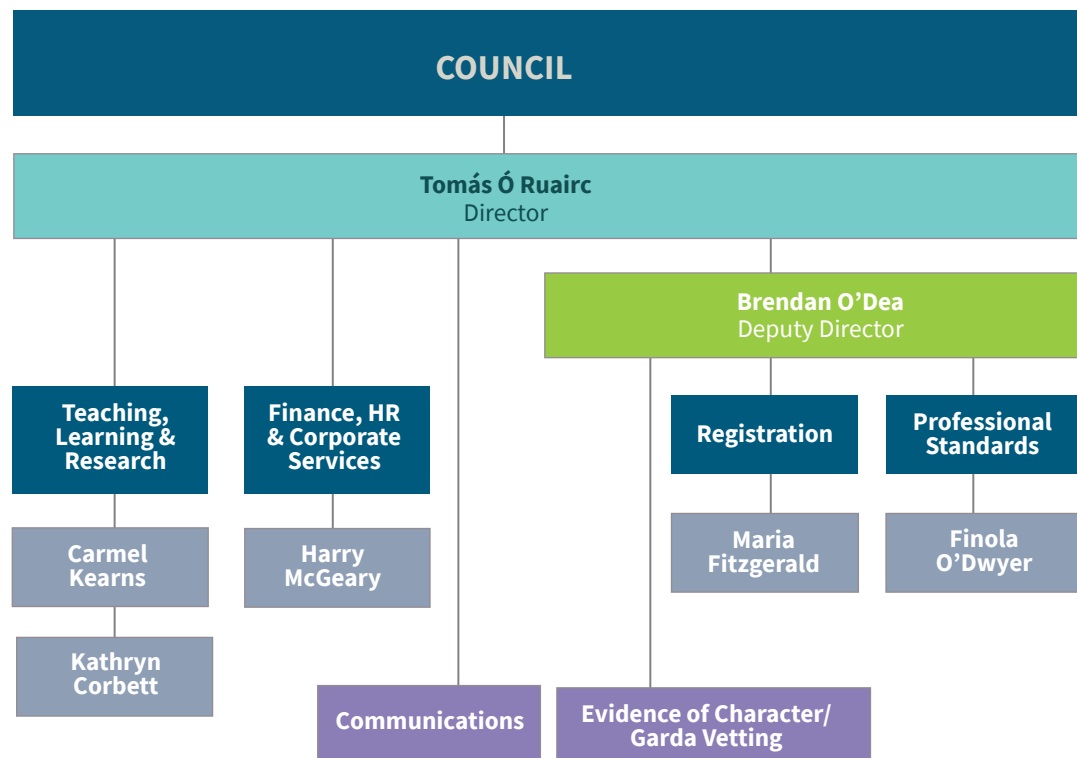 COUNCIL
Tomás Ó Ruairc
Director
Brendan O’Dea
Deputy Director
Teaching,
Learning &
Research
Finance, HR
& Corporate
Services
Registration
Professional
Standards
Carmel
Kearns
Harry
McGeary
Maria
Fitzgerald
Finola
O’Dwyer
Kathryn
Corbett
Communications
Evidence of Character/
Garda Vetting